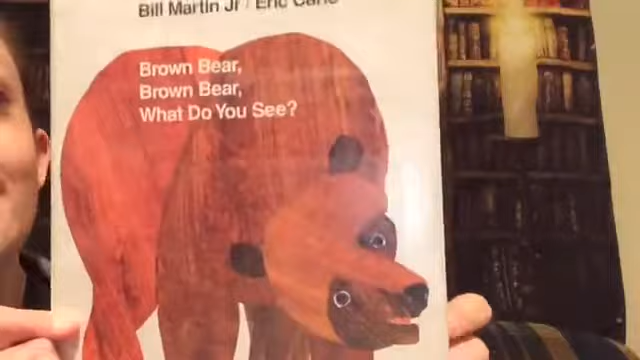 Bill Martin Jr / Eric Carle
Brown Bear,
Brown Bear,
What Do You See?